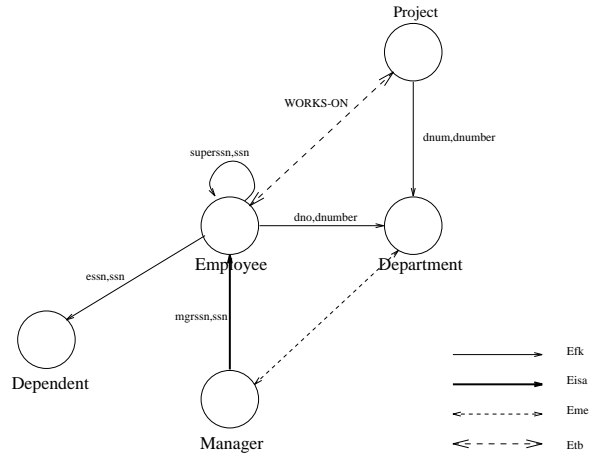 Project
WORKS-ON
dnum,dnumber
superssn,ssn
dno,dnumber
Employee
Department
essn,ssn
mgrssn,ssn
Dependent
Manager
Efk
Eisa
Eme
Etb